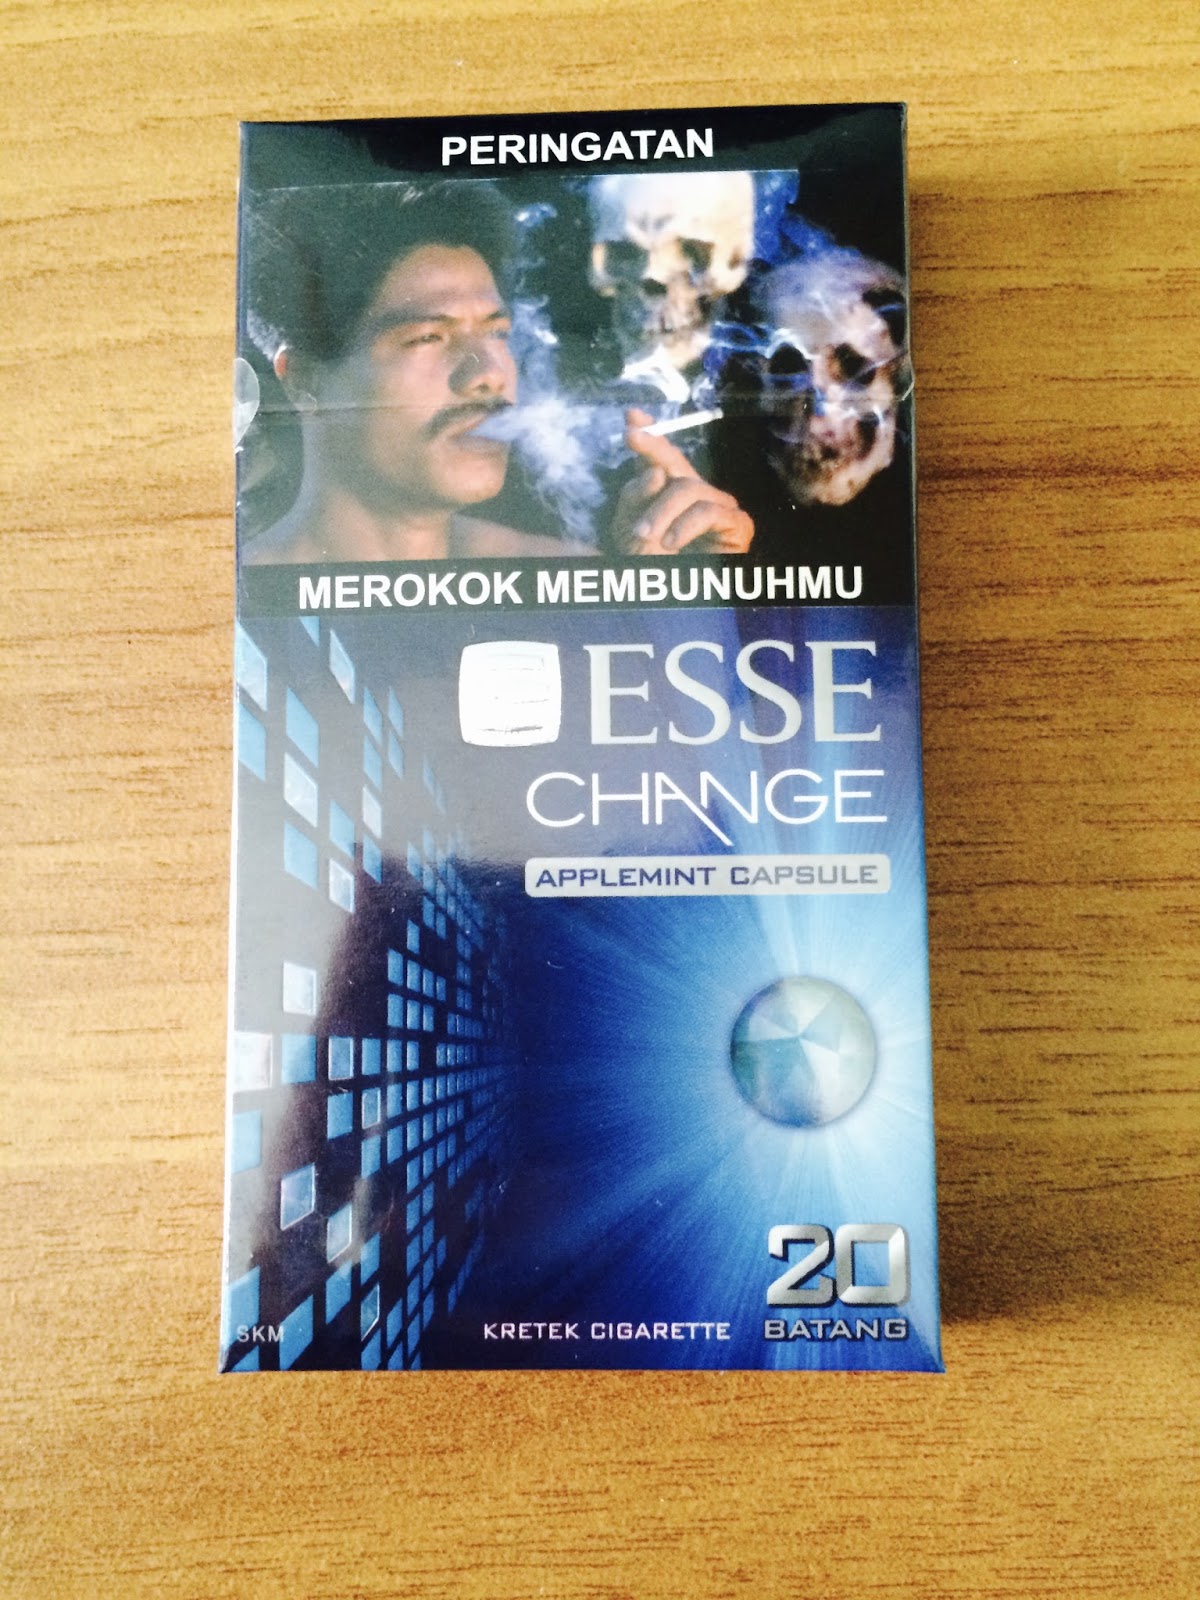 PERINGATAN
MEROKOK MEMBUNUHMU
ESSE
CHANGE
APPLEMINT CAPSULE
20
BATANG
SKM
KRETEK CIGARETTE